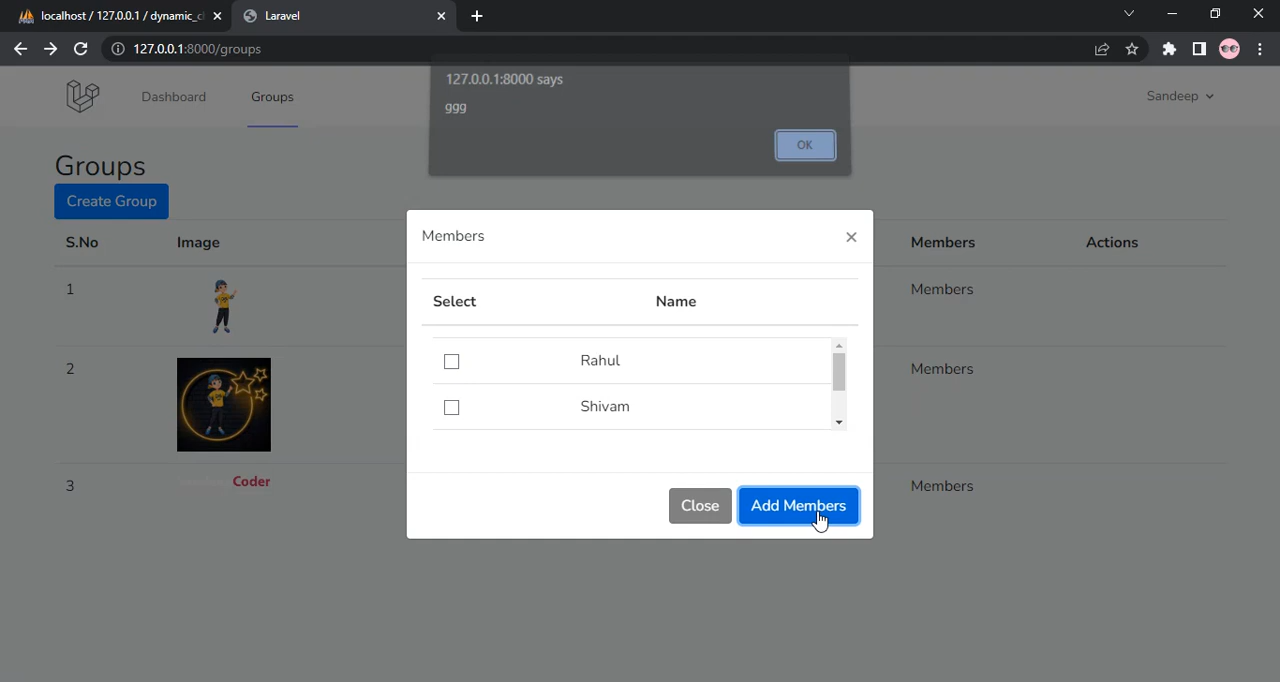 localhost / 127.0.0.1 / dynamic_c
Laravel
127.0.0.1:8000/groups
127.0.0.1:8000 says
ggg
OK
Dashboard
Groups
Sandeep
Groups
Create Group
S.No
Image
Members
Actions
1
Members
2
Members
3
Coder
Members
Members
Select
Name
Rahul
Shivam
Close
Add Members